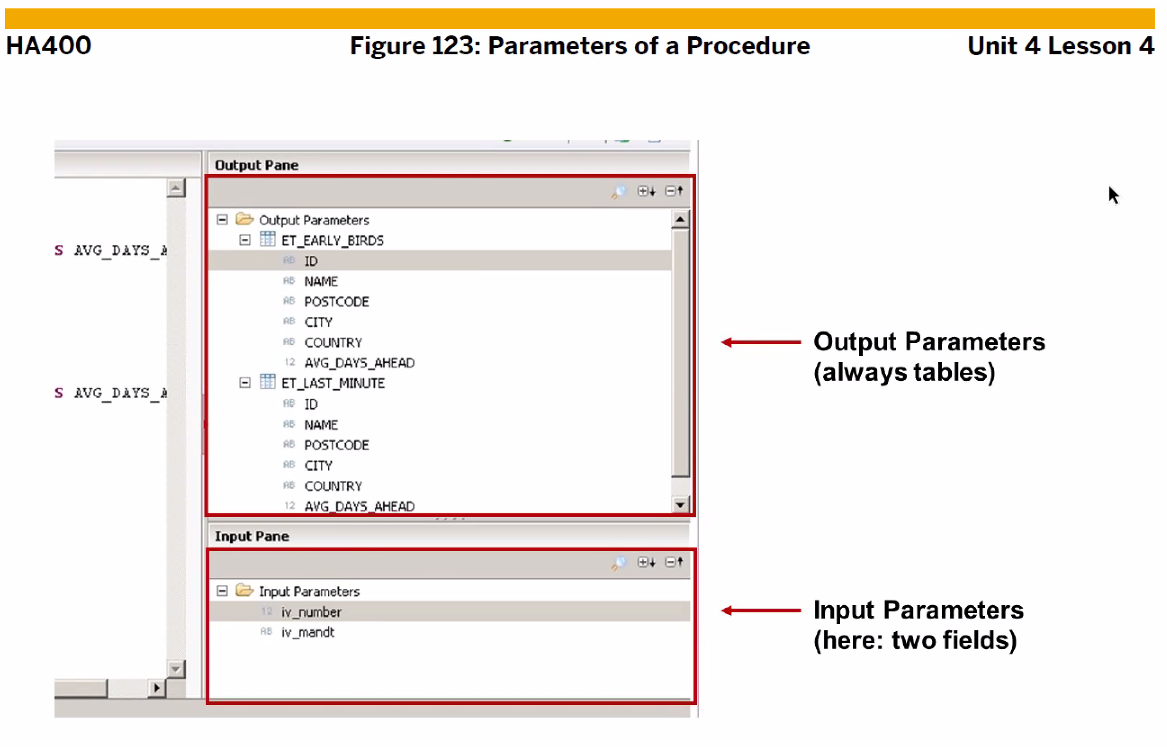 HA400 Figure 123: Parameters of a Procedure Unit 4 Lesson 4
Output Pane
Output Parameters
ET_EARLY_BIRDS
AB ID
AB NAME
AB POSTCODE
AB CITY
AB COUNTRY
12 AVG_DAYS_AHEAD
ET_LAST_MINUTE
AB ID
AB NAME
AB POSTCODE
AB CITY
AB COUNTRY
12 AVG_DAYS_AHEAD
S AVG_DAYS_A
S AVG_DAYS_A
Output Parameters
(always tables)
Input Pane
Input Parameters
12 iv_number
AB iv_mandt
Input Parameters
(here: two fields)